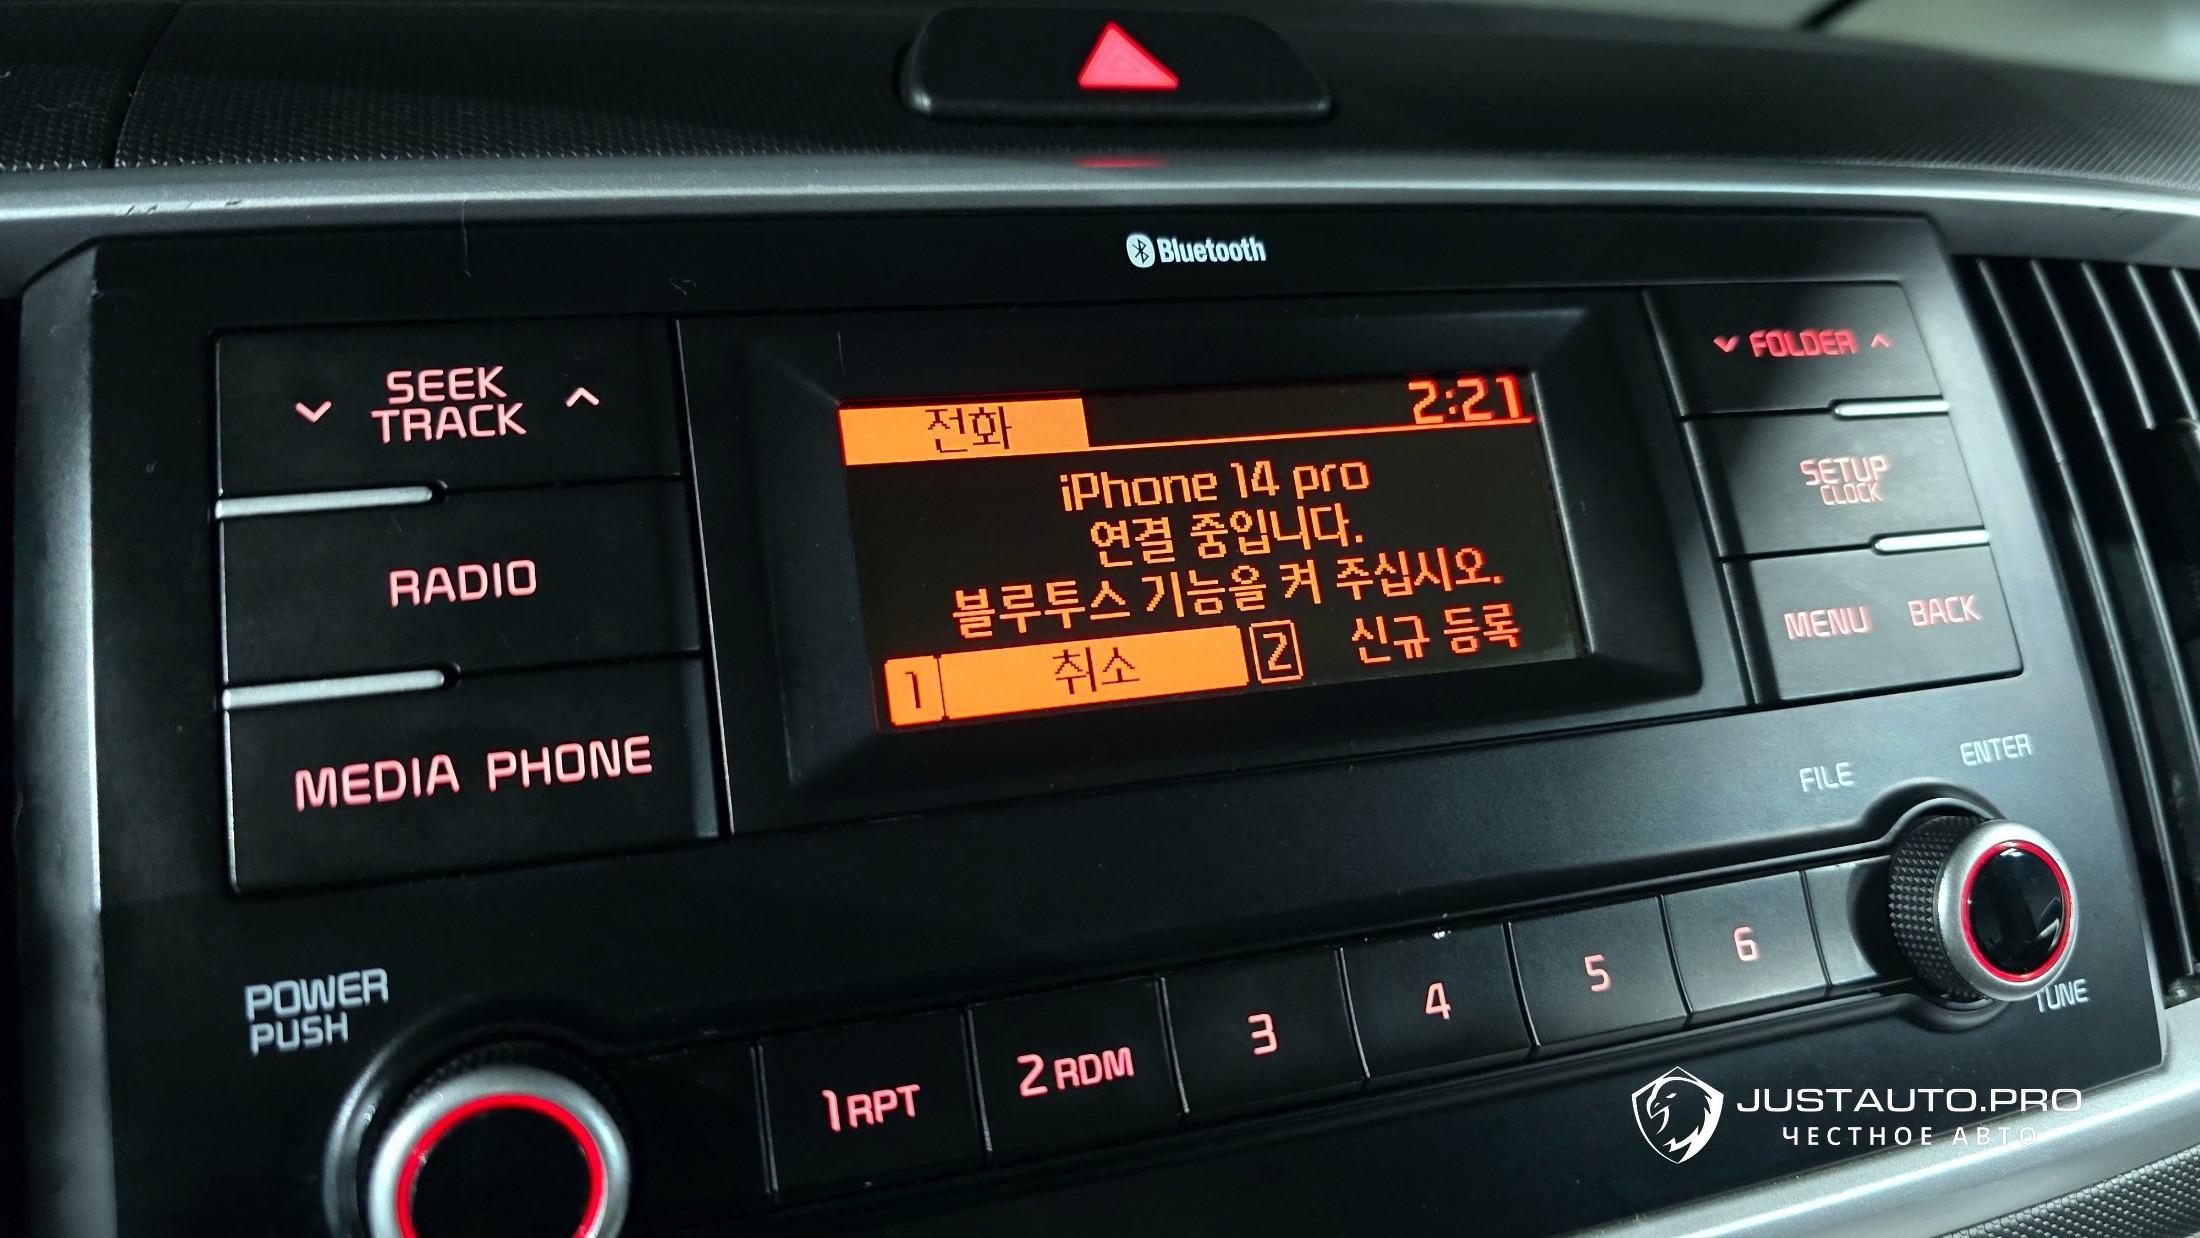 Bluetooth
SEEK
TRACK
RADIO
MEDIA PHONE
전화
2:21
iPhone 14 pro
연결 중입니다.
블루투스 기능을 켜 주십시오.
1 취소 2 신규 등록
FOLDER
SETUP
CLOCK
MENU BACK
FILE
ENTER
TUNE
POWER
PUSH
1 RPT
2 RDM
3
4
5
6
JUSTAUTO.PRO
ЧЕСТНОЕ АВТО